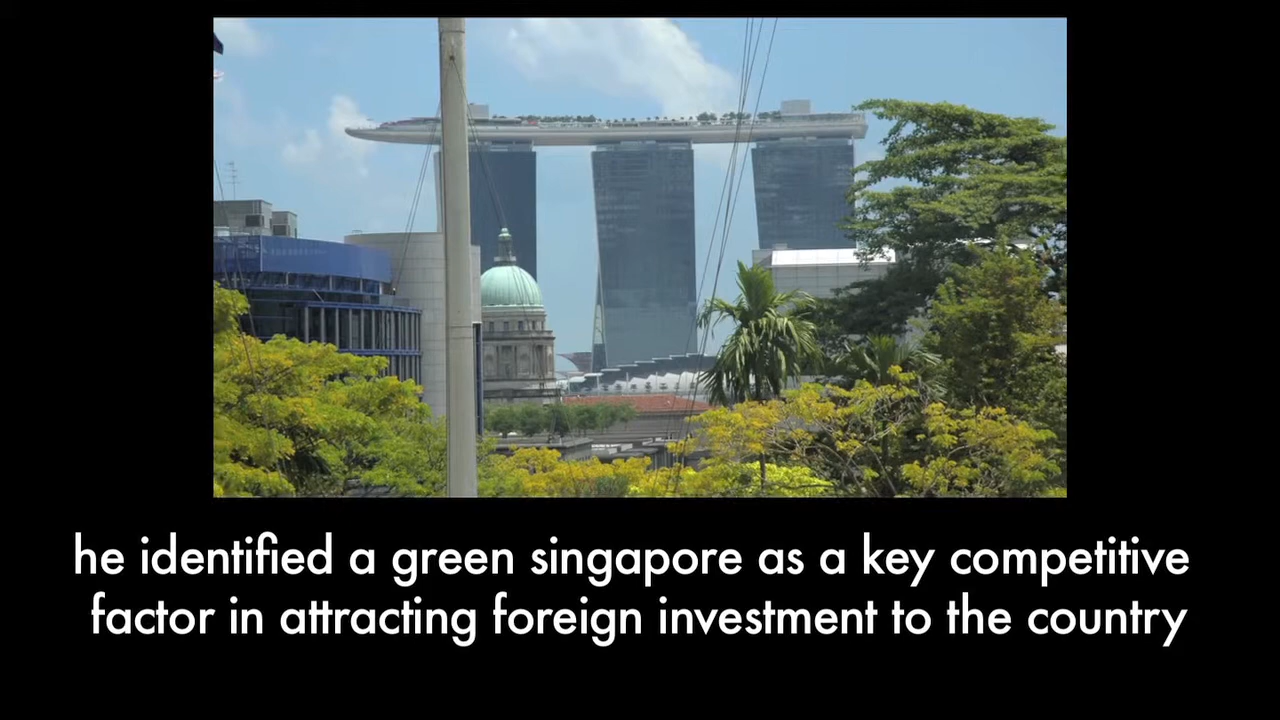 he identified a green singapore as a key competitive
factor in attracting foreign investment to the country